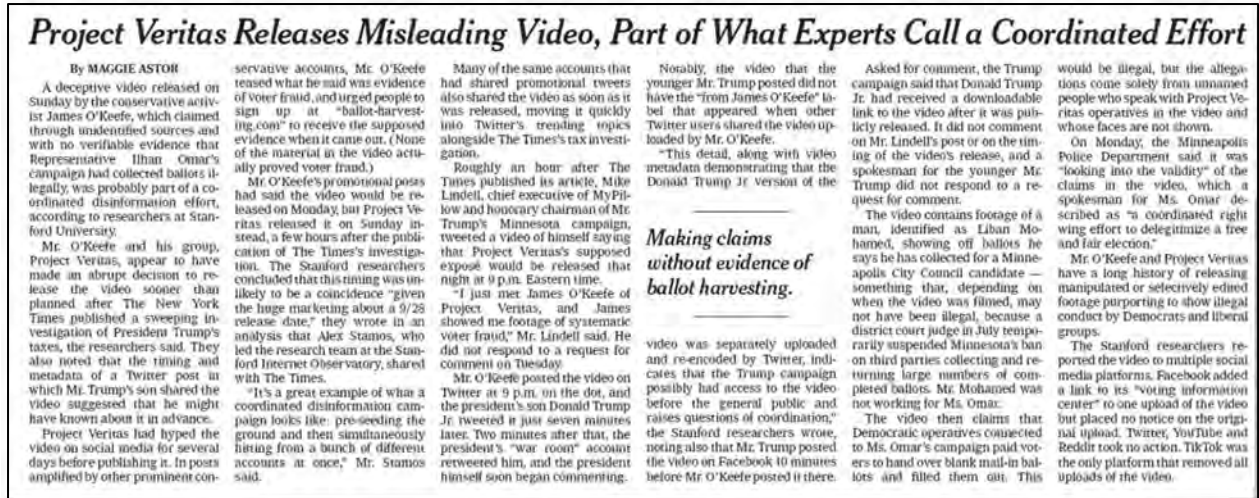 Project Veritas Releases Misleading Video, Part of What Experts Call a Coordinated Effort
By MAGGIE ASTOR
A deceptive video released on
Sunday by the conservative activ-
ist James O'Keefe, which claimed
through unidentified sources and
with no verifiable evidence that
Representative Ilhan Omar's
campaign had collected ballots il-
legally, was probably part of a co-
ordinated disinformation effort,
according to researchers at Stan-
ford University.
Mr. O'Keefe and his group,
Project Veritas, appear to have
made an abrupt decision to re-
lease the video sooner than
planned after The New York
Times published a sweeping in-
vestigation of President Trump's
taxes, the researchers said. They
also noted that the timing and
metadata of a Twitter post in
which Mr. Trump's son shared the
video suggested that he might
have known about it in advance.
Project Veritas had hyped the
video on social media for several
days before publishing it. In posts
amplified by other prominent con-
servative accounts, Mr. O'Keefe
teased what he said was evidence
of voter fraud, and urged people to
sign up at "ballot-harvest-
ing.com" to receive the supposed
evidence when it came out. (None
of the material in the video actu-
ally proved voter fraud.)
Mr. O'Keefe's promotional posts
had said the video would be re-
leased on Monday, but Project Ve-
ritas released it on Sunday in-
stead, a few hours after the publi-
cation of The Times's investiga-
tion. The Stanford researchers
concluded that this timing was un-
likely to be a coincidence "given
the huge marketing about a 9/28
release date," they wrote in an
analysis that Alex Stamos, who
led the research team at the Stan-
ford Internet Observatory, shared
with The Times.
"It's a great example of what a
coordinated disinformation cam-
paign looks like: pre-seeding the
ground and then simultaneously
hitting from a bunch of different
accounts at once," Mr. Stamos
said.
Many of the same accounts that
had shared promotional tweets
also shared the video as soon as it
was released, moving it quickly
into Twitter's trending topics
alongside The Times's tax investi-
gation.
Roughly an hour after The
Times published its article, Mike
Lindell, chief executive of MyPil-
low and honorary chairman of Mr.
Trump's Minnesota campaign,
tweeted a video of himself saying
that Project Veritas's supposed
exposé would be released that
night at 9 p.m. Eastern time.
"I just met James O'Keefe of
Project Veritas, and James
showed me footage of systematic
voter fraud," Mr. Lindell said. He
did not respond to a request for
comment on Tuesday.
Mr. O'Keefe posted the video on
Twitter at 9 p.m. on the dot, and
the president's son Donald Trump
Jr. tweeted it just seven minutes
later. Two minutes after that, the
president's "war room" account
retweeted him, and the president
himself soon began commenting.
Notably, the video that the
younger Mr. Trump posted did not
have the "from James O'Keefe" la-
bel that appeared when other
Twitter users shared the video up-
loaded by Mr. O'Keefe.
"This detail, along with video
metadata demonstrating that the
Donald Trump Jr version of the
Making claims
without evidence of
ballot harvesting.
video was separately uploaded
and re-encoded by Twitter, indi-
cates that the Trump campaign
possibly had access to the video
before the general public and
raises questions of coordination,"
the Stanford researchers wrote,
noting also that Mr. Trump posted
the video on Facebook 10 minutes
before Mr. O'Keefe posted it there.
Asked for comment, the Trump
campaign said that Donald Trump
Jr. had received a downloadable
link to the video after it was pub-
licly released. It did not comment
on Mr. Lindell's post or on the tim-
ing of the video's release, and a
spokesman for the younger Mr.
Trump did not respond to a re-
quest for comment.
The video contains footage of a
man, identified as Liban Mo-
hamed, showing off ballots he
says he has collected for a Minne-
apolis City Council candidate —
something that, depending on
when the video was filmed, may
not have been illegal, because a
district court judge in July tempo-
rarily suspended Minnesota's ban
on third parties collecting and re-
turning large numbers of com-
pleted ballots. Mr. Mohamed was
not working for Ms. Omar.
The video then claims that
Democratic operatives connected
to Ms. Omar's campaign paid vot-
ers to hand over blank mail-in bal-
lots and filled them out. This
would be illegal, but the allega-
tions come solely from unnamed
people who speak with Project Ve-
ritas operatives in the video and
whose faces are not shown.
On Monday, the Minneapolis
Police Department said it was
"looking into the validity" of the
claims in the video, which a
spokesman for Ms. Omar de-
scribed as "a coordinated right
wing effort to delegitimize a free
and fair election."
Mr. O'Keefe and Project Veritas
have a long history of releasing
manipulated or selectively edited
footage purporting to show illegal
conduct by Democrats and liberal
groups.
The Stanford researchers re-
ported the video to multiple social
media platforms. Facebook added
a link to its "voting information
center" to one upload of the video
but placed no notice on the origi-
nal upload. Twitter, YouTube and
Reddit took no action. TikTok was
the only platform that removed all
uploads of the video.